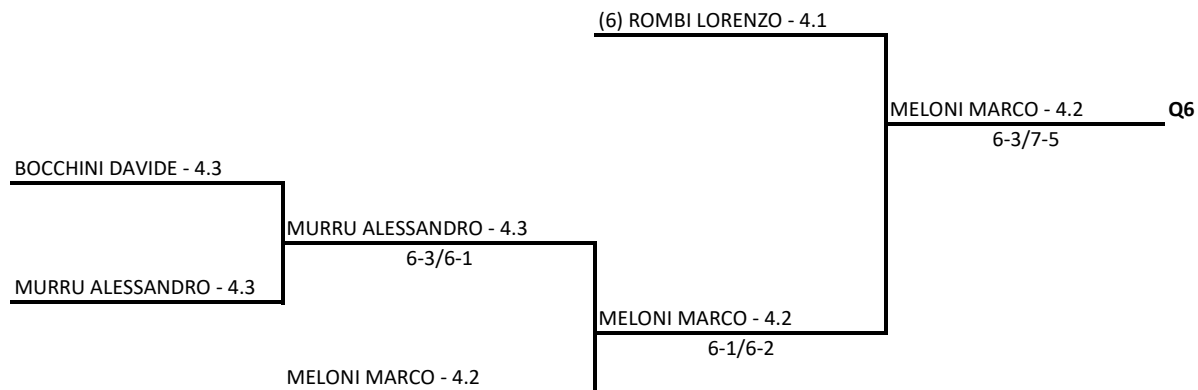 (6) ROMBI LORENZO - 4.1
MELONI MARCO - 4.2 Q6
6-3/7-5
BOCCHINI DAVIDE - 4.3
MURRU ALESSANDRO - 4.3
6-3/6-1
MURRU ALESSANDRO - 4.3
MELONI MARCO - 4.2
6-1/6-2
MELONI MARCO - 4.2